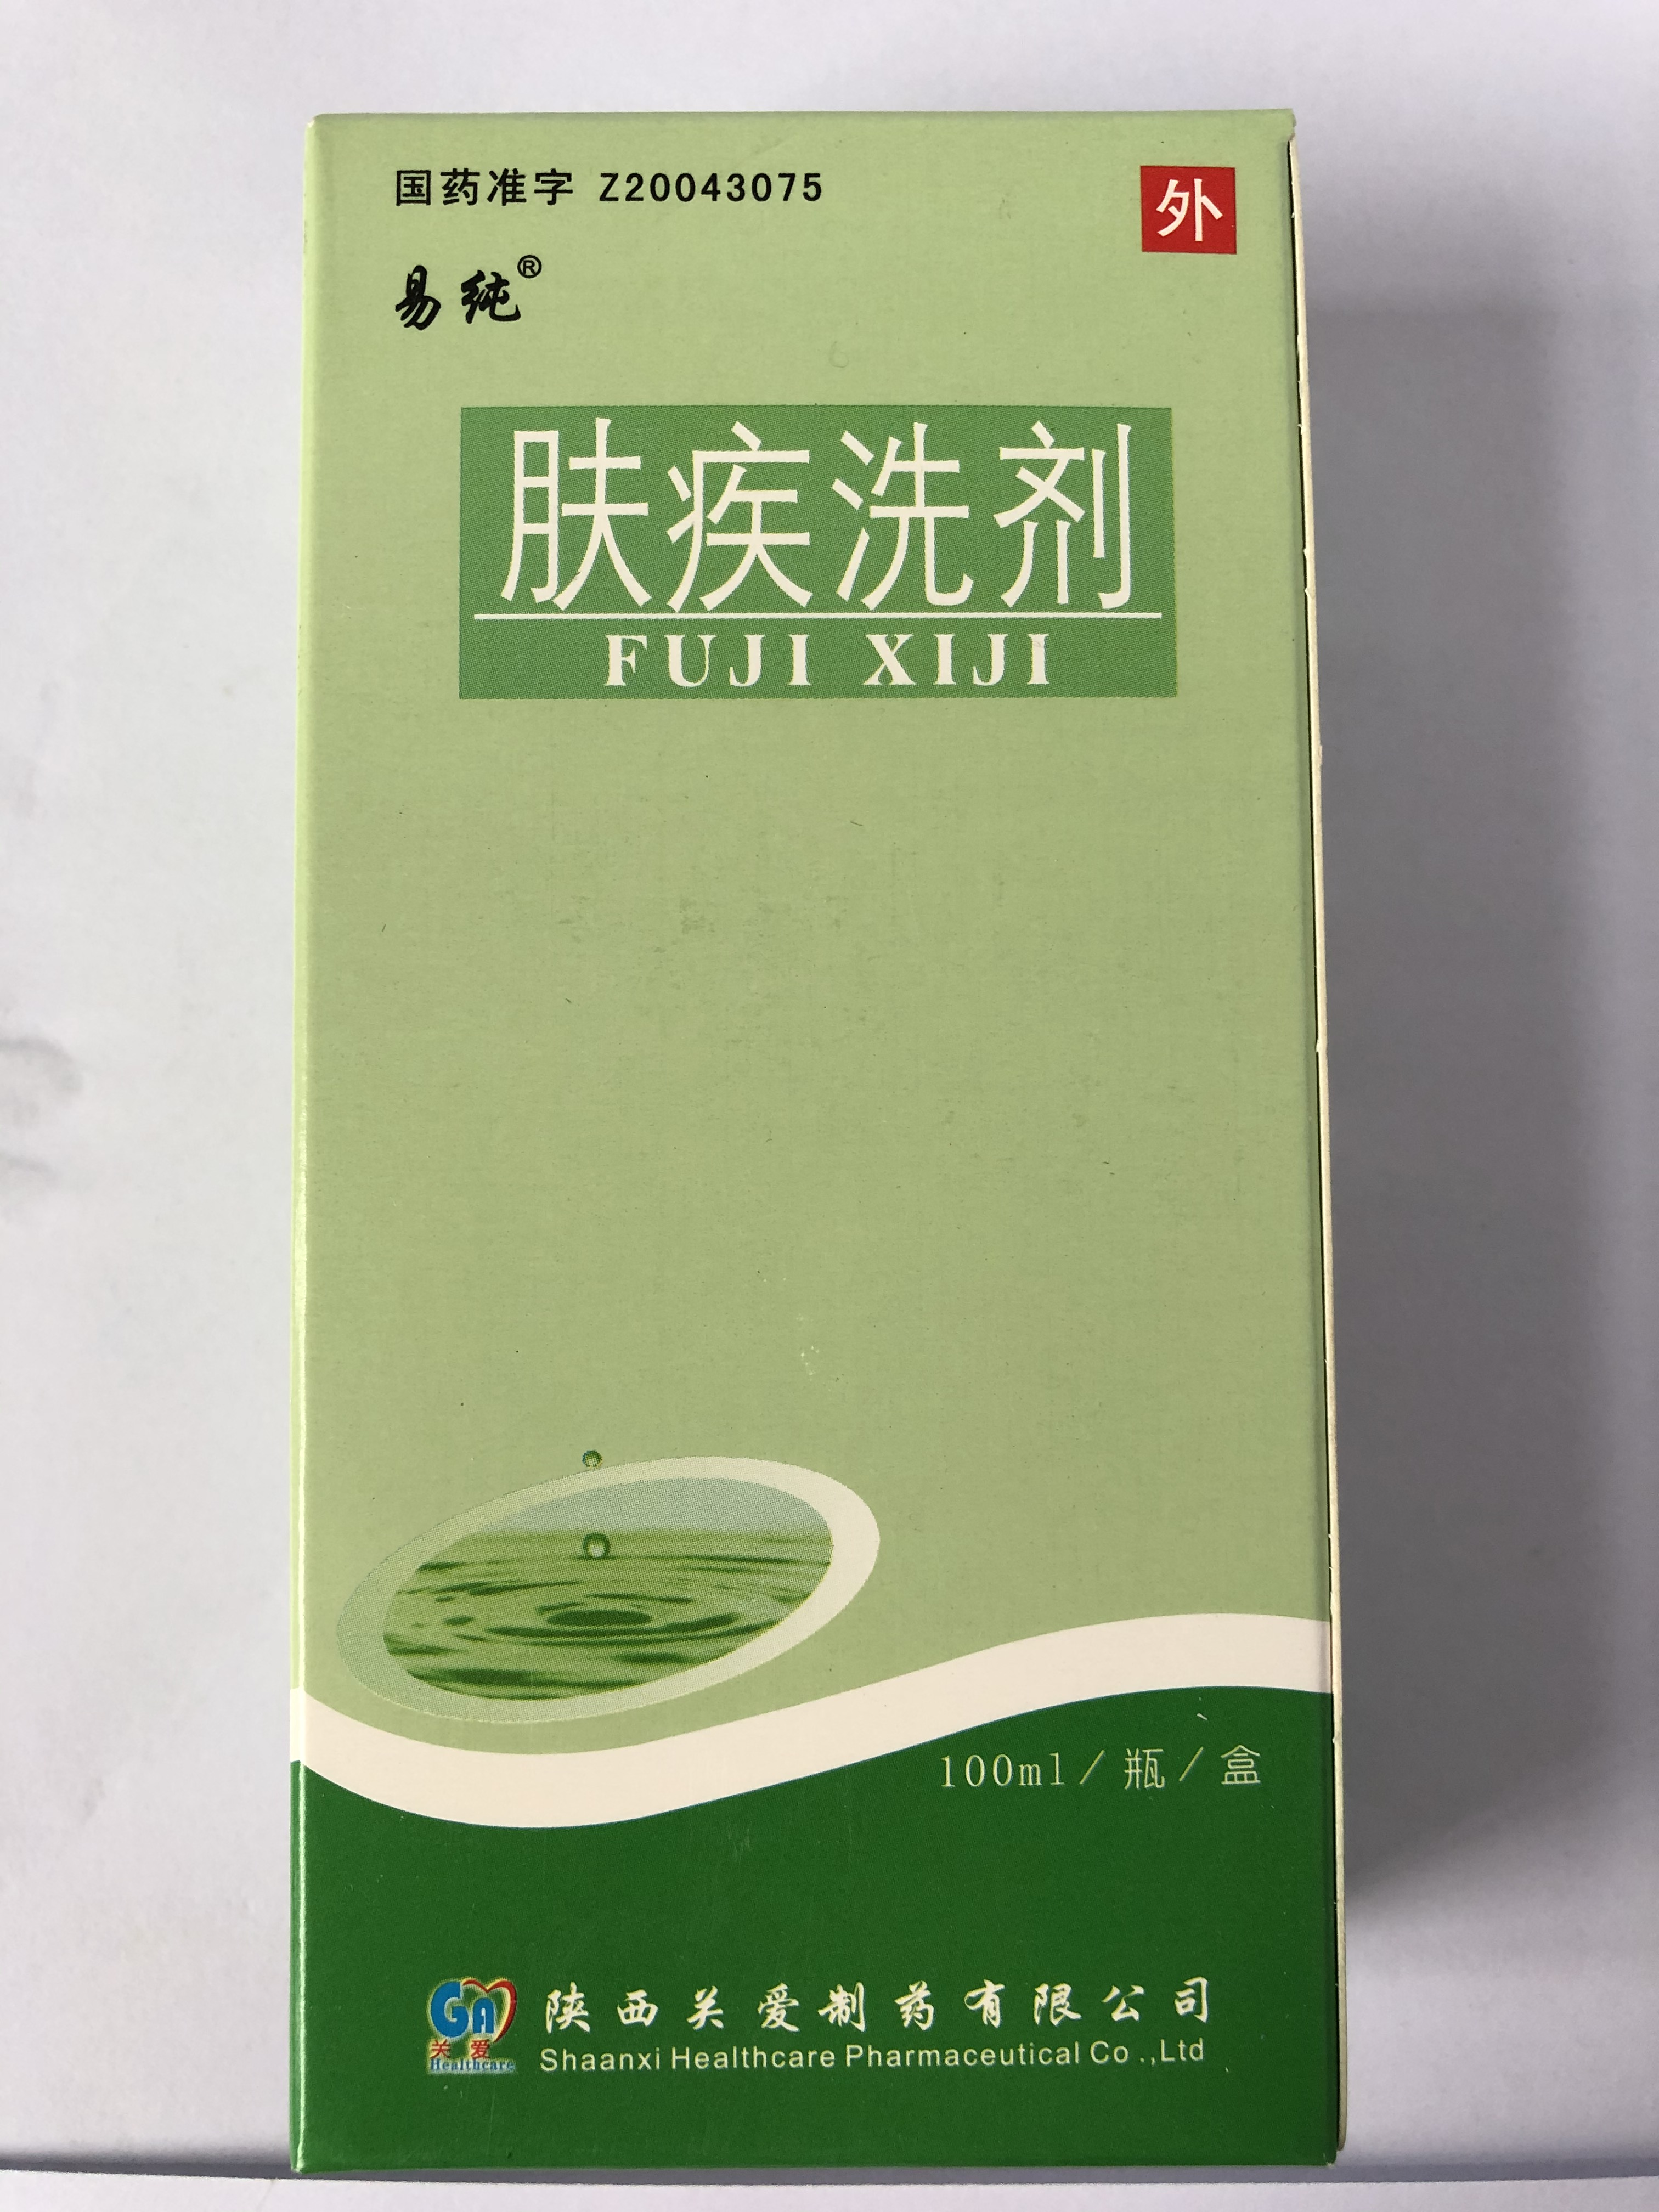 国药准字 Z20043075
外
易纯®
肤疾洗剂
FUJI XIJI
100ml/瓶/盒
GA
关爱
Healthcare
陕西关爱制药有限公司
Shaanxi Healthcare Pharmaceutical Co.,Ltd